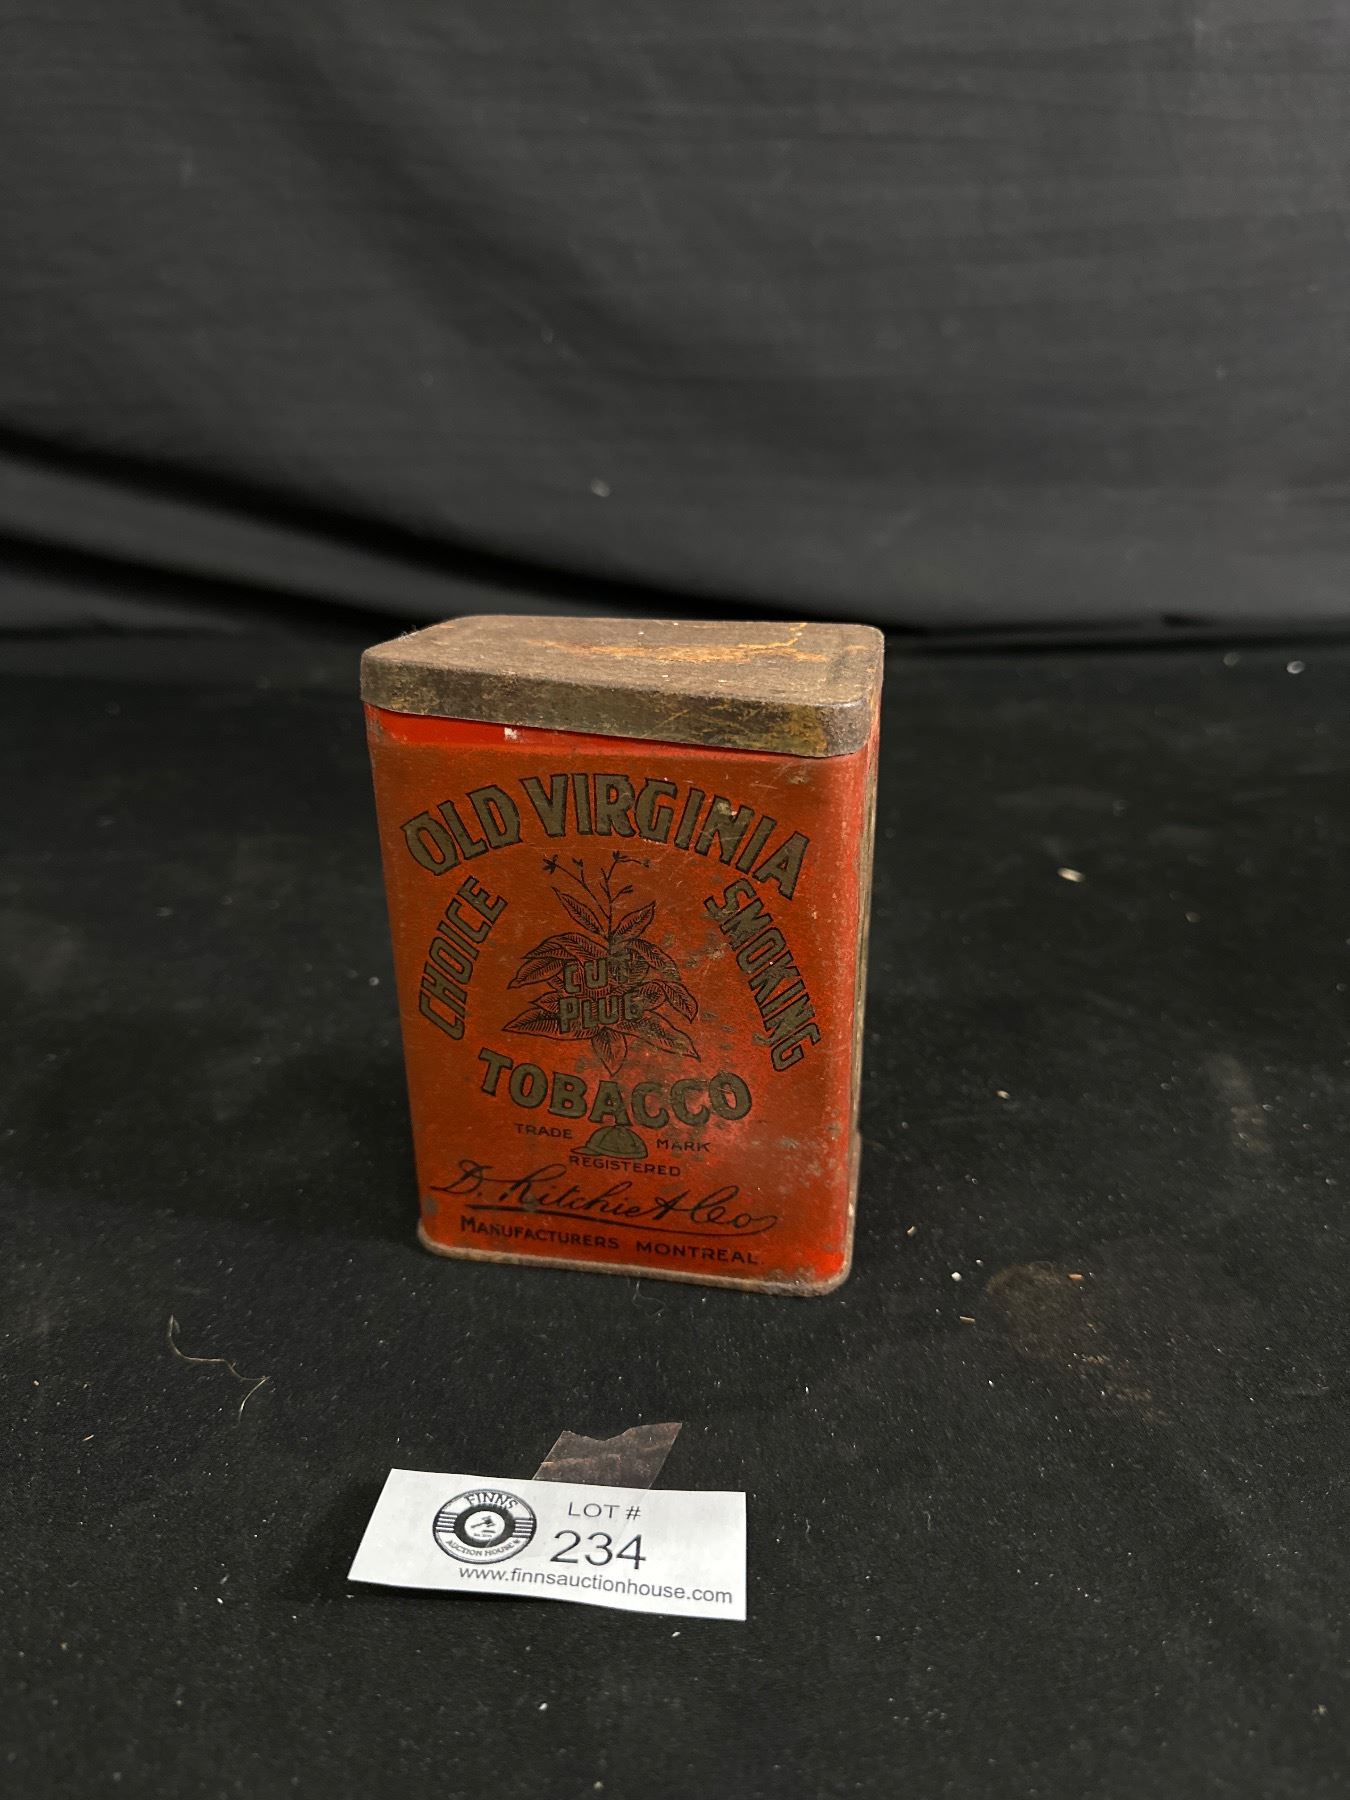 OLD VIRGINIA
CHOICE
SMOKING
CUT
PLUG
TOBACCO
TRADE MARK
REGISTERED
D. Ritchie & Co
MANUFACTURERS MONTREAL.
FINNS
AUCTION HOUSE
LOT #
234
www.finnsauctionhouse.com